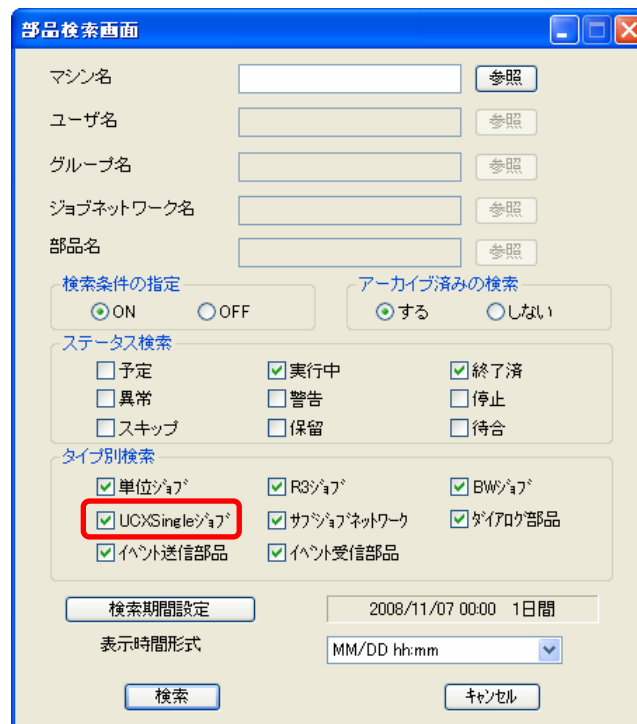 部品検索画面
マシン名 参照
ユーザ名 参照
グループ名 参照
ジョブネットワーク名 参照
部品名 参照
検索条件の指定 アーカイブ済みの検索
ON OFF する しない
ステータス検索
予定 実行中 終了済
異常 警告 停止
スキップ 保留 待合
タイプ別検索
単位ｼﾞｮﾌﾞ R3ｼﾞｮﾌﾞ BWｼﾞｮﾌﾞ
UCXSingleｼﾞｮﾌﾞ ｻﾌﾞｼﾞｮﾌﾞﾈｯﾄﾜｰｸ ﾀﾞｲｱﾛｸﾞ部品
ｲﾍﾞﾝﾄ送信部品 ｲﾍﾞﾝﾄ受信部品
検索期間設定 2008/11/07 00:00 1日間
表示時間形式 MM/DD hh:mm
検索 ｷｬﾝｾﾙ